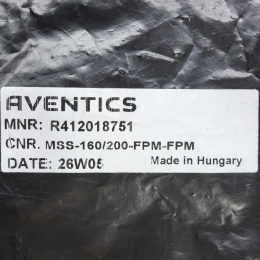 AVENTICS
MNR: R412018751
CNR. MSS-160/200-FPM-FPM
DATE: 26W05 Made in Hungary